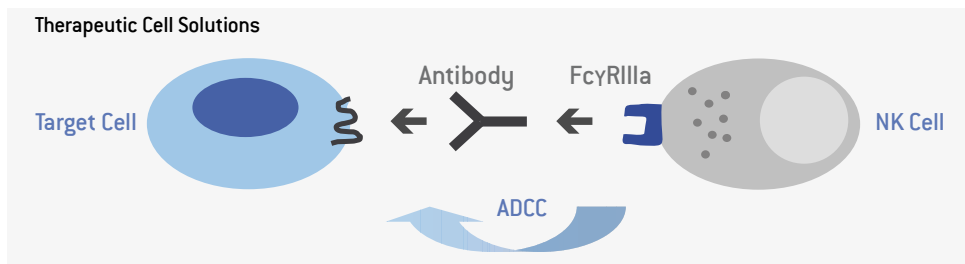 Therapeutic Cell Solutions
Antibody
FcγRIIIa
Target Cell
NK Cell
ADCC